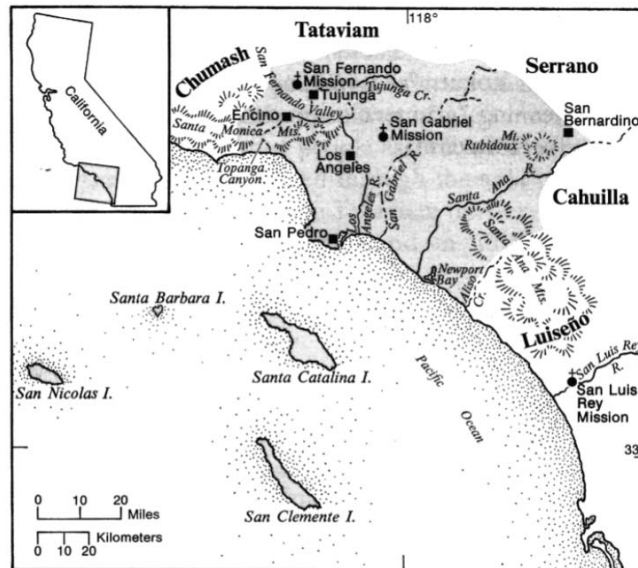 118°
Tataviam
Chumash
Serrano
California
San
Fernando
Valley
San Fernando
Mission
Tujunga
Tujunga Cr.
Encino
San Gabriel
Mission
San
Bernardino
Santa
Monica
Mts.
Mt.
Rubidoux
Topanga
Canyon
Los
Angeles
Los
Angeles R.
San Gabriel
R.
Santa
Ana
R.
Cahuilla
San Pedro
Santa
Ana
Mts.
Newport
Bay
Aliso
Cr.
Santa Barbara I.
Luiseño
Santa Catalina I.
Pacific
Ocean
San Nicolas I.
San Luis Rey
R.
San Luis
Rey
Mission
33
San Clemente I.
0 10 20
Miles
0 10 20
Kilometers